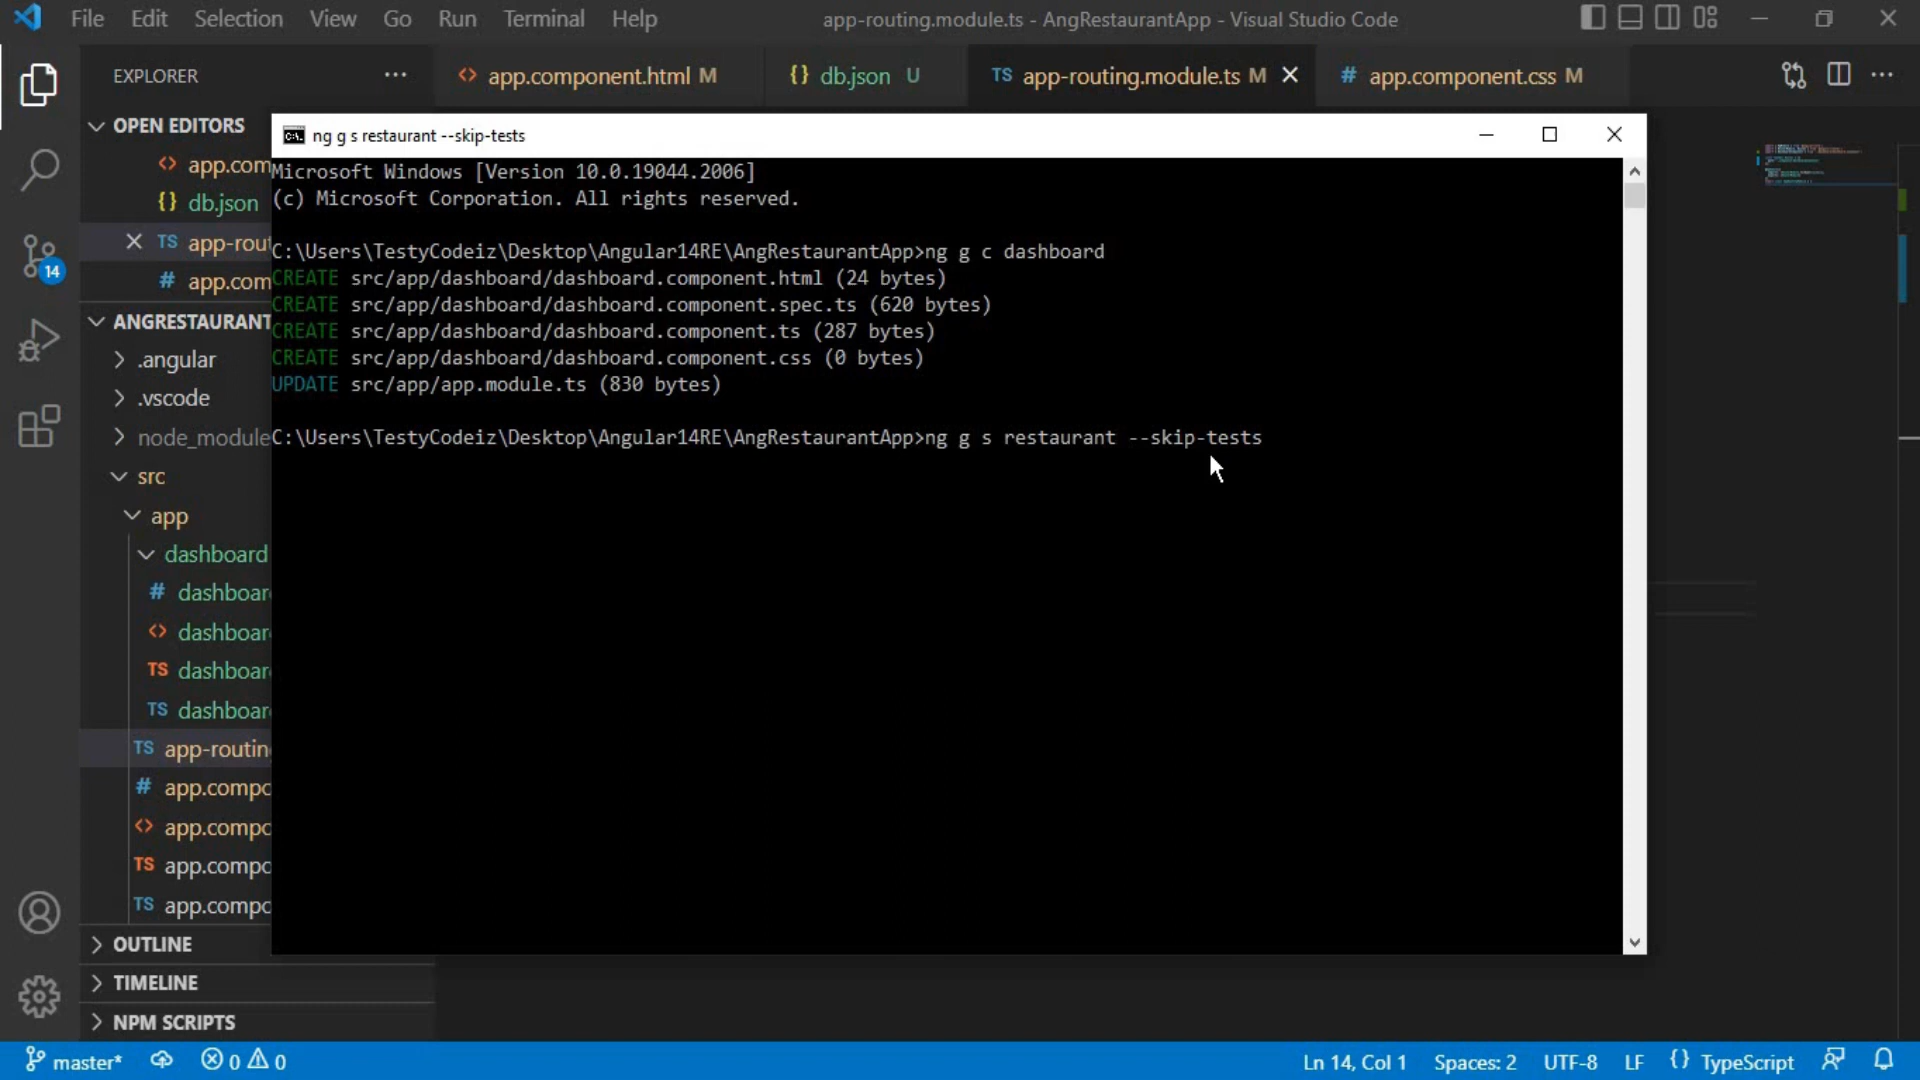 File Edit Selection View Go Run Terminal Help
app-routing.module.ts - AngRestaurantApp - Visual Studio Code
EXPLORER
app.component.html M
{} db.json U
TS app-routing.module.ts M
# app.component.css M
OPEN EDITORS
app.com
{} db.json
TS app-rout
# app.com
14
ANGRESTAURANT
.angular
.vscode
node_module
src
app
dashboard
# dashboar
dashboar
TS dashboar
TS dashboar
TS app-routin
# app.compo
<> app.compo
TS app.compo
TS app.compo
OUTLINE
TIMELINE
NPM SCRIPTS
ng g s restaurant --skip-tests
Microsoft Windows [Version 10.0.19044.2006]
(c) Microsoft Corporation. All rights reserved.
C:\Users\TestyCodeiz\Desktop\Angular14RE\AngRestaurantApp>ng g c dashboard
CREATE src/app/dashboard/dashboard.component.html (24 bytes)
CREATE src/app/dashboard/dashboard.component.spec.ts (620 bytes)
CREATE src/app/dashboard/dashboard.component.ts (287 bytes)
CREATE src/app/dashboard/dashboard.component.css (0 bytes)
UPDATE src/app/app.module.ts (830 bytes)
C:\Users\TestyCodeiz\Desktop\Angular14RE\AngRestaurantApp>ng g s restaurant --skip-tests
master* 0 0
Ln 14, Col 1 Spaces: 2 UTF-8 LF {} TypeScript